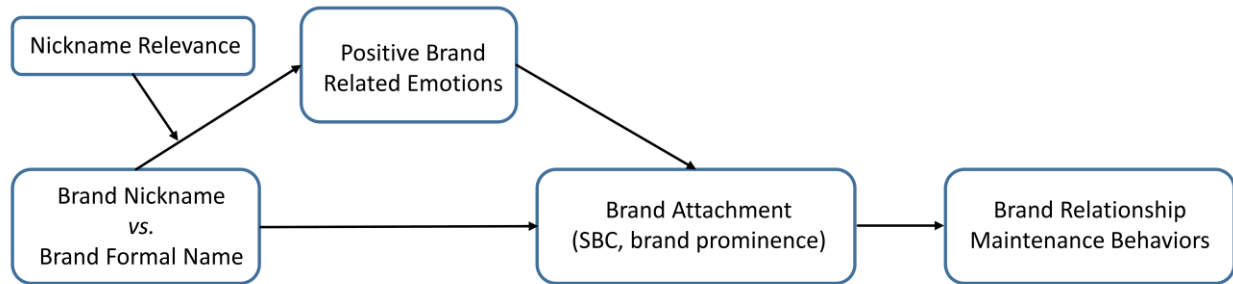 Nickname Relevance
Positive Brand
Related Emotions
Brand Nickname
vs.
Brand Formal Name
Brand Attachment
(SBC, brand prominence)
Brand Relationship
Maintenance Behaviors